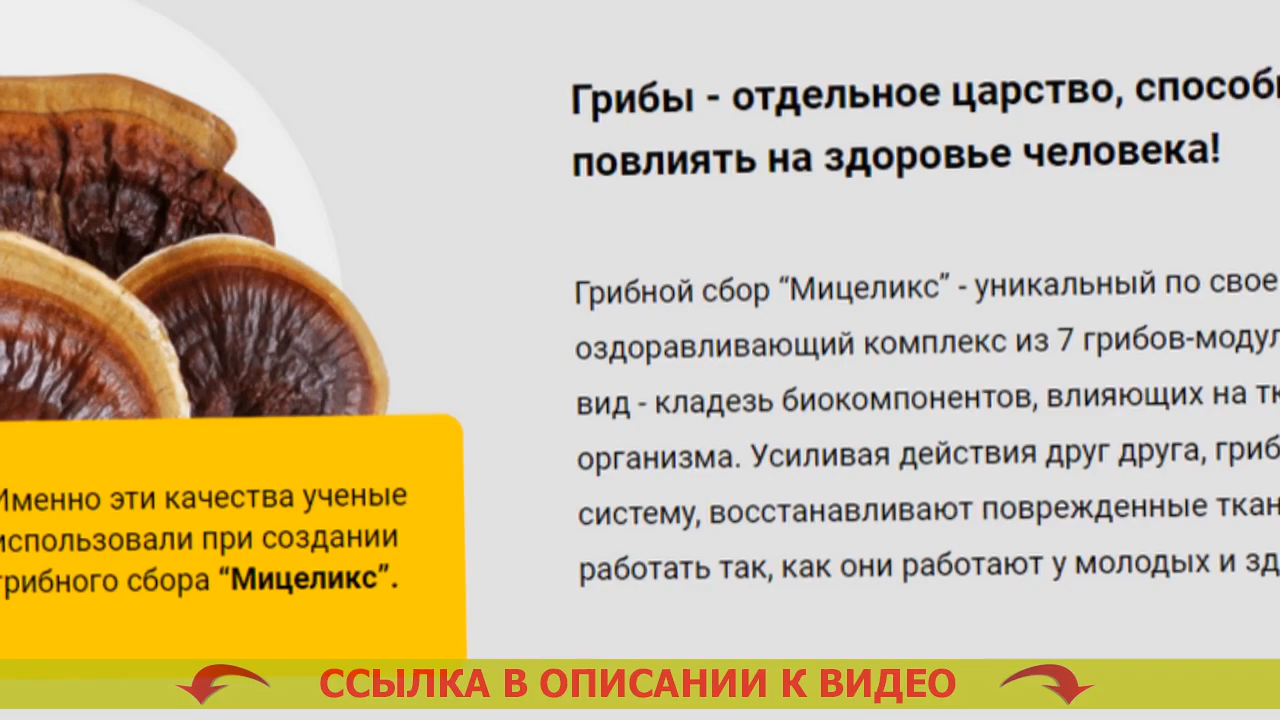 Грибы - отдельное царство, способн
повлиять на здоровье человека!
Грибной сбор “Мицеликс” - уникальный по свое
оздоравливающий комплекс из 7 грибов-модул
вид - кладезь биокомпонентов, влияющих на тк
организма. Усиливая действия друг друга, гриб
систему, восстанавливают поврежденные ткан
работать так, как они работают у молодых и зд
Именно эти качества ученые
использовали при создании
грибного сбора “Мицеликс”.
ССЫЛКА В ОПИСАНИИ К ВИДЕО